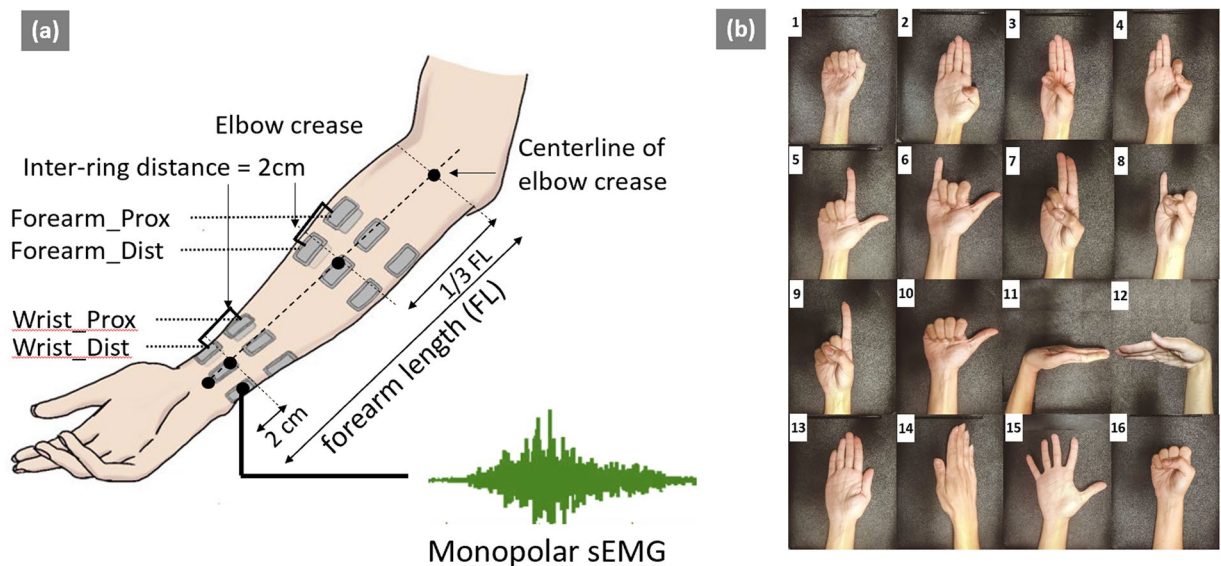 (a)
Elbow crease
Inter-ring distance = 2cm
Centerline of
elbow crease
Forearm_Prox
Forearm_Dist
1/3 FL
Wrist_Prox
Wrist_Dist
forearm length (FL)
2 cm
Monopolar sEMG
(b)
1
2
3
4
5
6
7
8
9
10
11
12
13
14
15
16